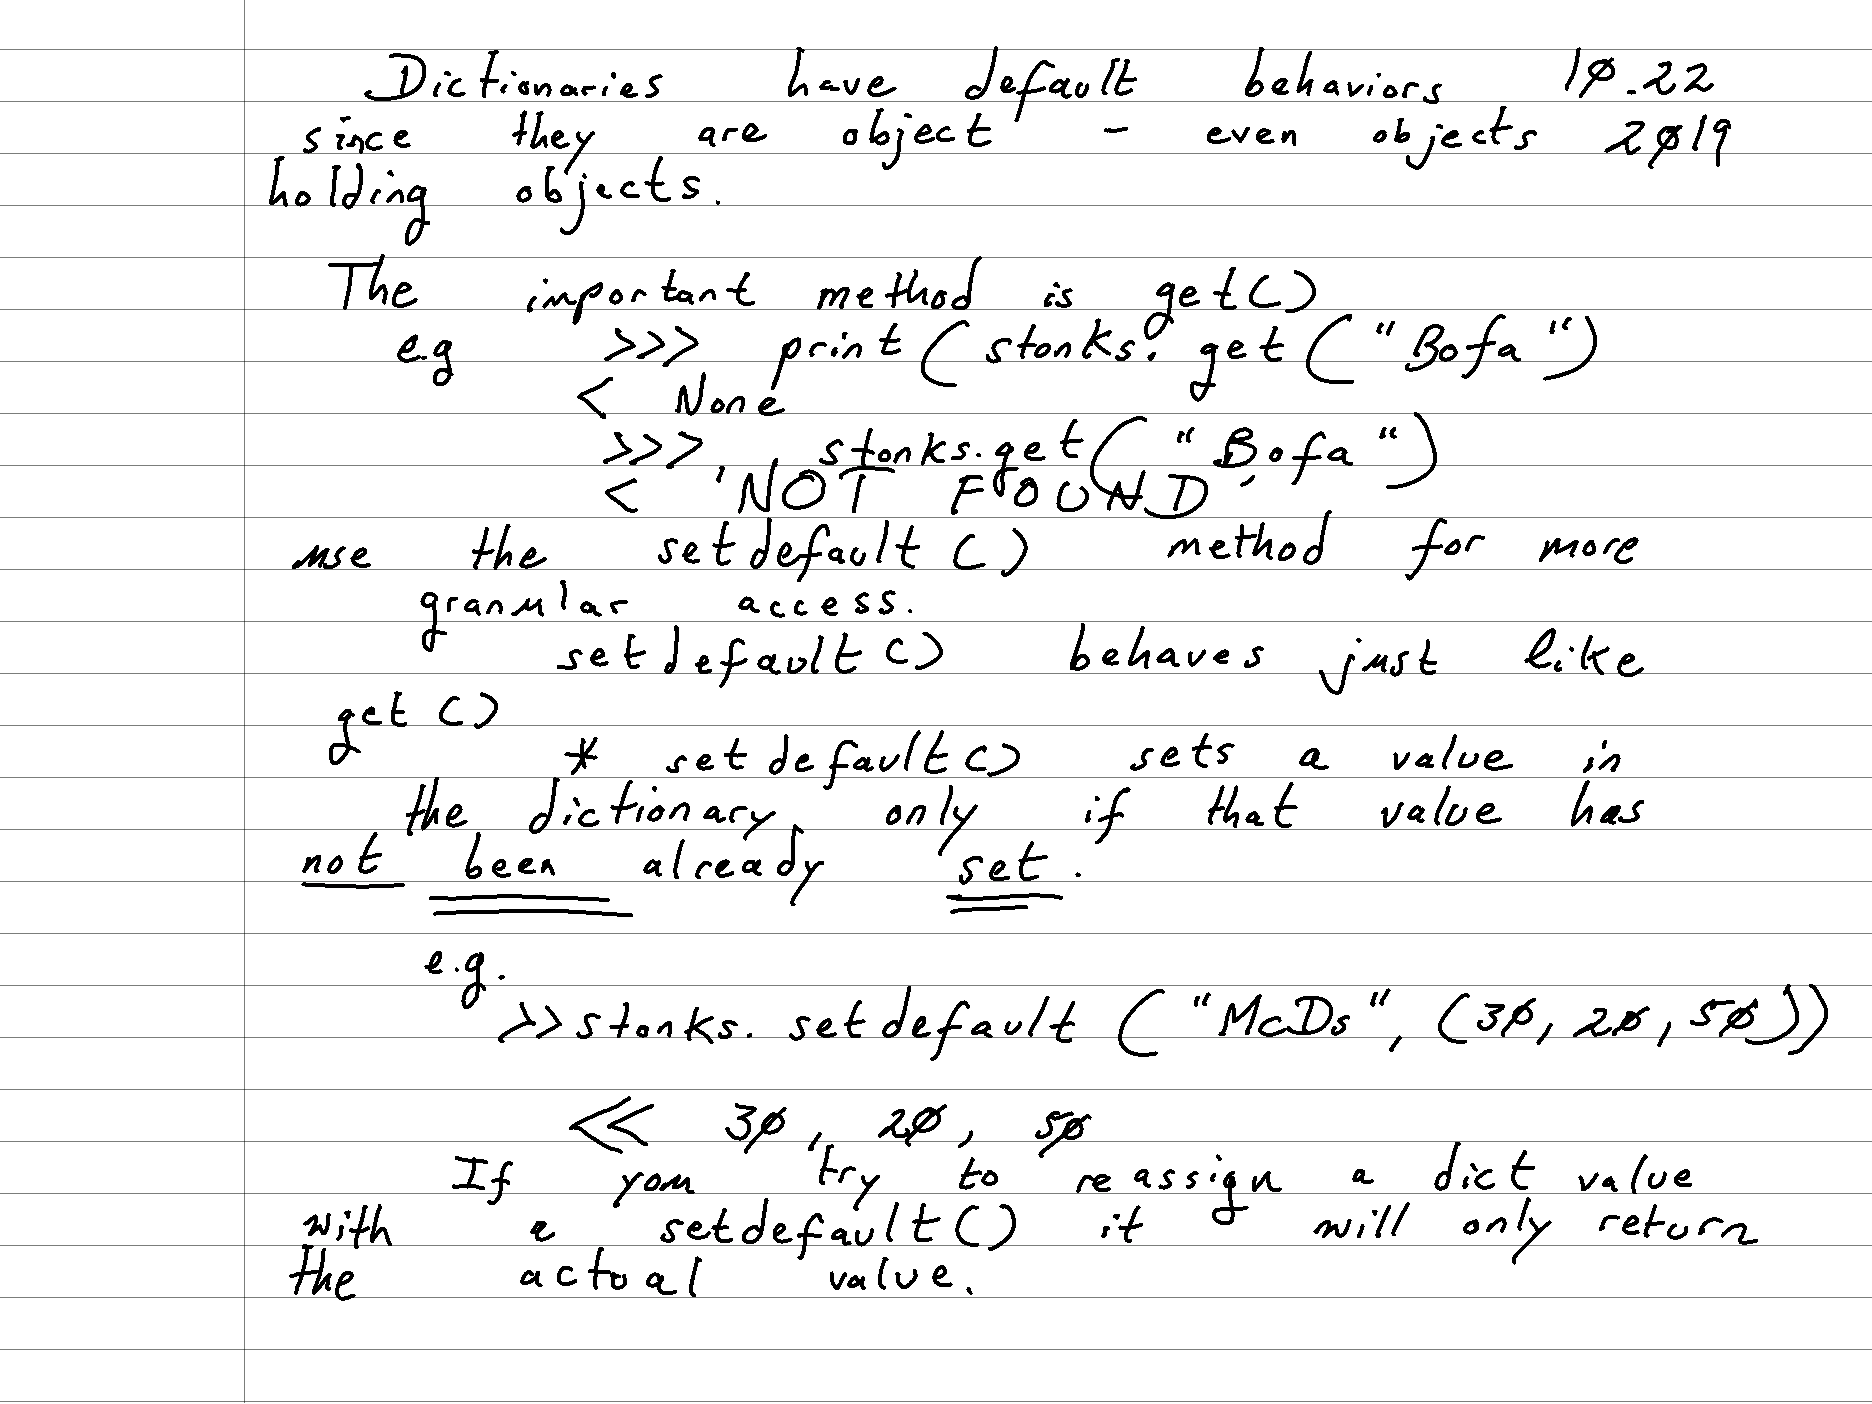 Dictionaries have default behaviors 10.22
since they are object - even objects 2019
holding objects.
The important method is get()
e.g >>> print(stonks.get("Bofa")
< None
>>> stonks.get("Bofa")
< 'NOT FOUND'
use the setdefault() method for more
granular access.
setdefault() behaves just like
get()
* setdefault() sets a value in
the dictionary, only if that value has
not been already set.
e.g.
>>stonks.setdefault("McDs", (30, 20, 50))
<< 30, 20, 50
If you try to reassign a dict value
with a setdefault() it will only return
the actual value.